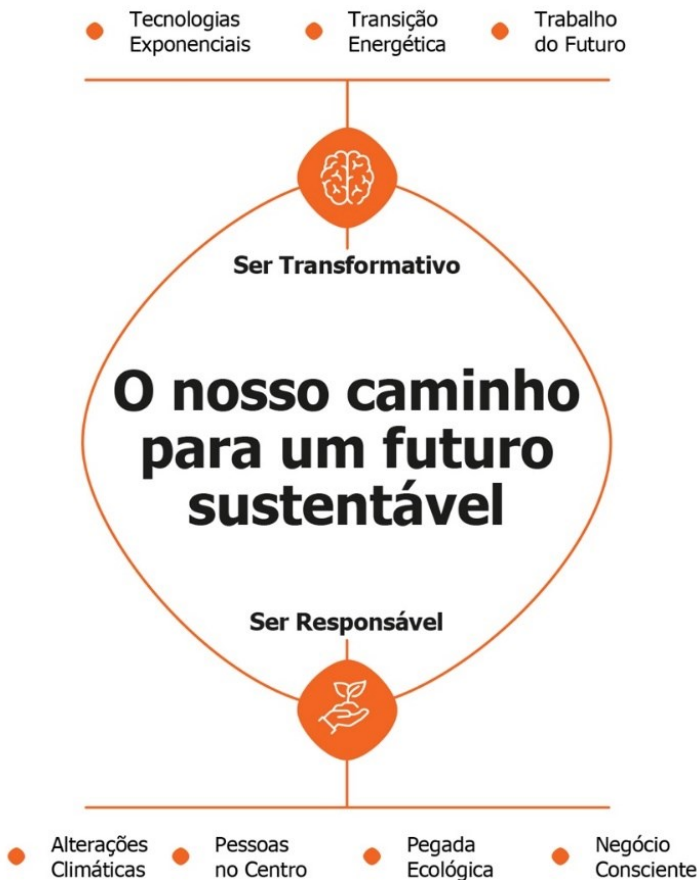 Tecnologias
Exponenciais
Transição
Energética
Trabalho
do Futuro
Ser Transformativo
O nosso caminho
para um futuro
sustentável
Ser Responsável
Alterações
Climáticas
Pessoas
no Centro
Pegada
Ecológica
Negócio
Consciente